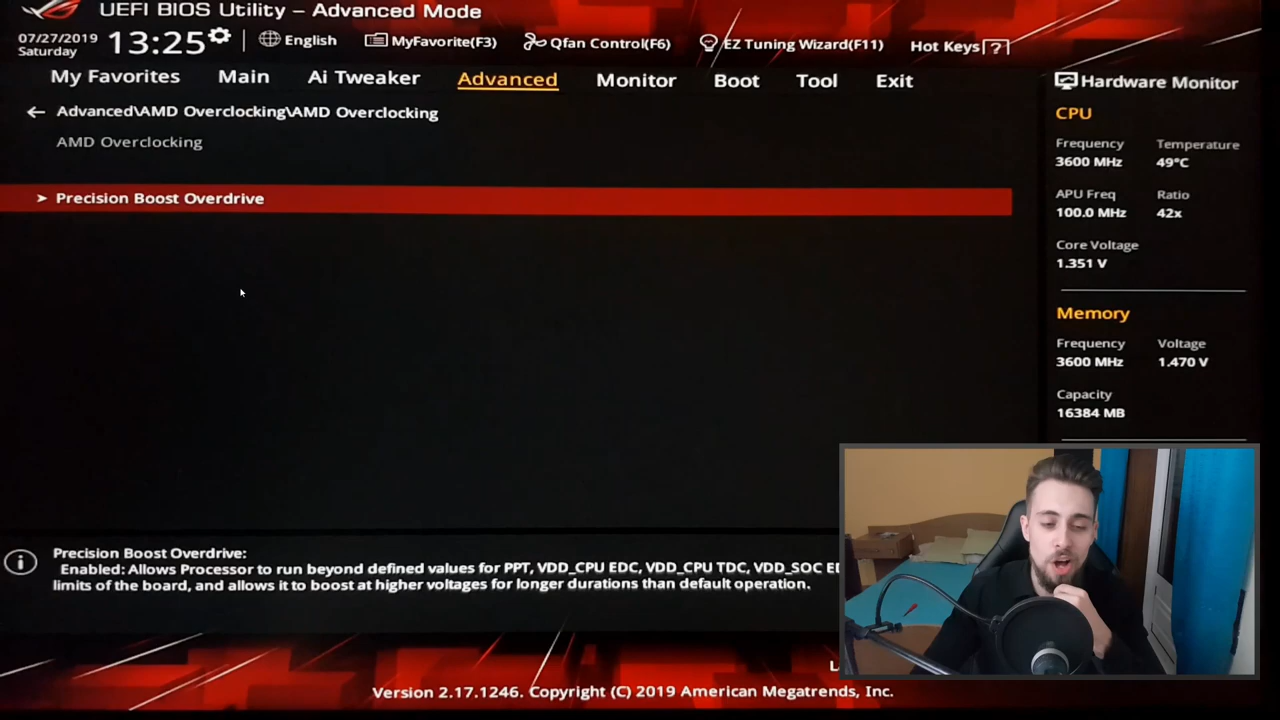 UEFI BIOS Utility – Advanced Mode
07/27/2019
Saturday
13:25
English
MyFavorite(F3)
Qfan Control(F6)
EZ Tuning Wizard(F11)
Hot Keys
?
My Favorites
Main
Ai Tweaker
Advanced
Monitor
Boot
Tool
Exit
Advanced\AMD Overclocking\AMD Overclocking
AMD Overclocking
Precision Boost Overdrive
Hardware Monitor
CPU
Frequency
Temperature
3600 MHz
49°C
APU Freq
Ratio
100.0 MHz
42x
Core Voltage
1.351 V
Memory
Frequency
Voltage
3600 MHz
1.470 V
Capacity
16384 MB
Precision Boost Overdrive:
Enabled: Allows Processor to run beyond defined values for PPT, VDD_CPU EDC, VDD_CPU TDC, VDD_SOC
limits of the board, and allows it to boost at higher voltages for longer durations than default operation.
Version 2.17.1246. Copyright (C) 2019 American Megatrends, Inc.